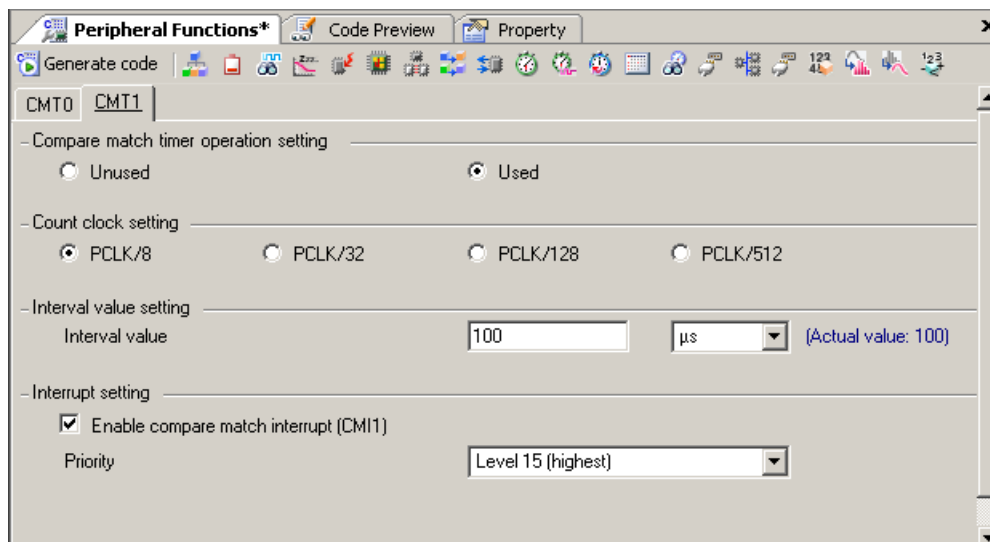 Peripheral Functions* Code Preview Property
Generate code
CMT0 CMT1
Compare match timer operation setting
Unused Used
Count clock setting
PCLK/8 PCLK/32 PCLK/128 PCLK/512
Interval value setting
Interval value 100 µs (Actual value: 100)
Interrupt setting
Enable compare match interrupt (CMI1)
Priority Level 15 (highest)